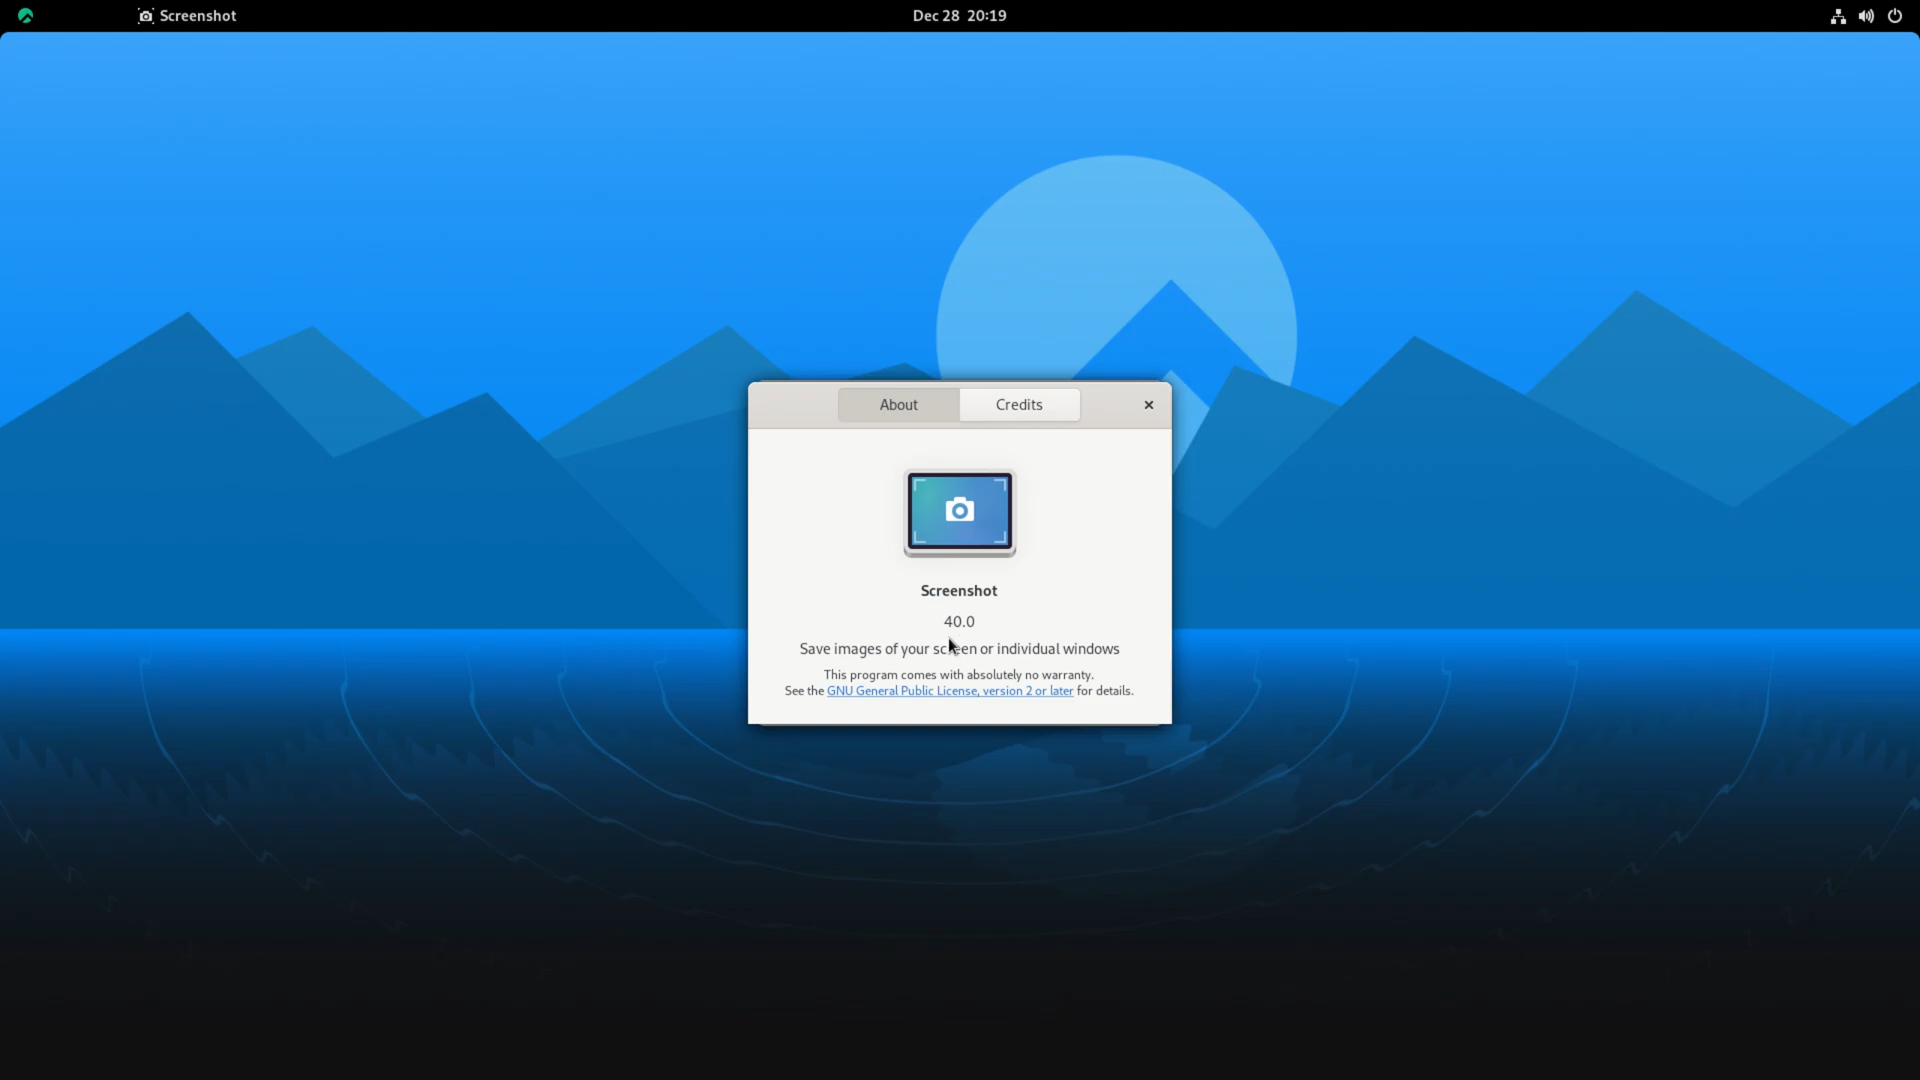 Screenshot
Dec 28 20:19
About
Credits
Screenshot
40.0
Save images of your screen or individual windows
This program comes with absolutely no warranty.
See the GNU General Public License, version 2 or later for details.